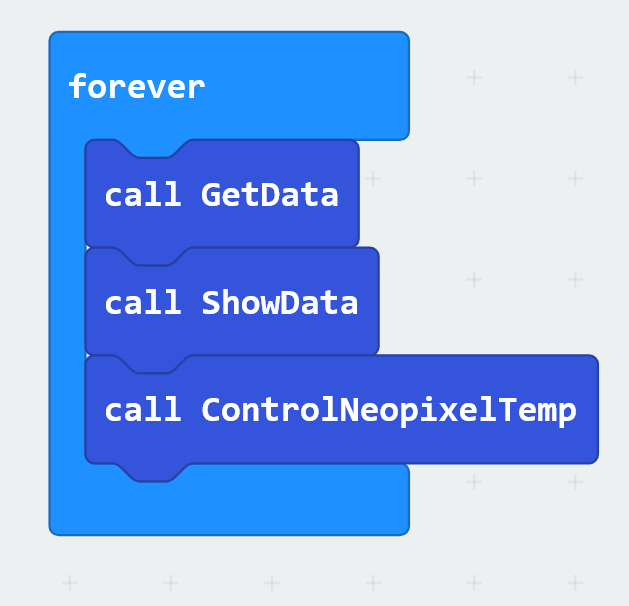 forever
call GetData
call ShowData
call ControlNeopixelTemp